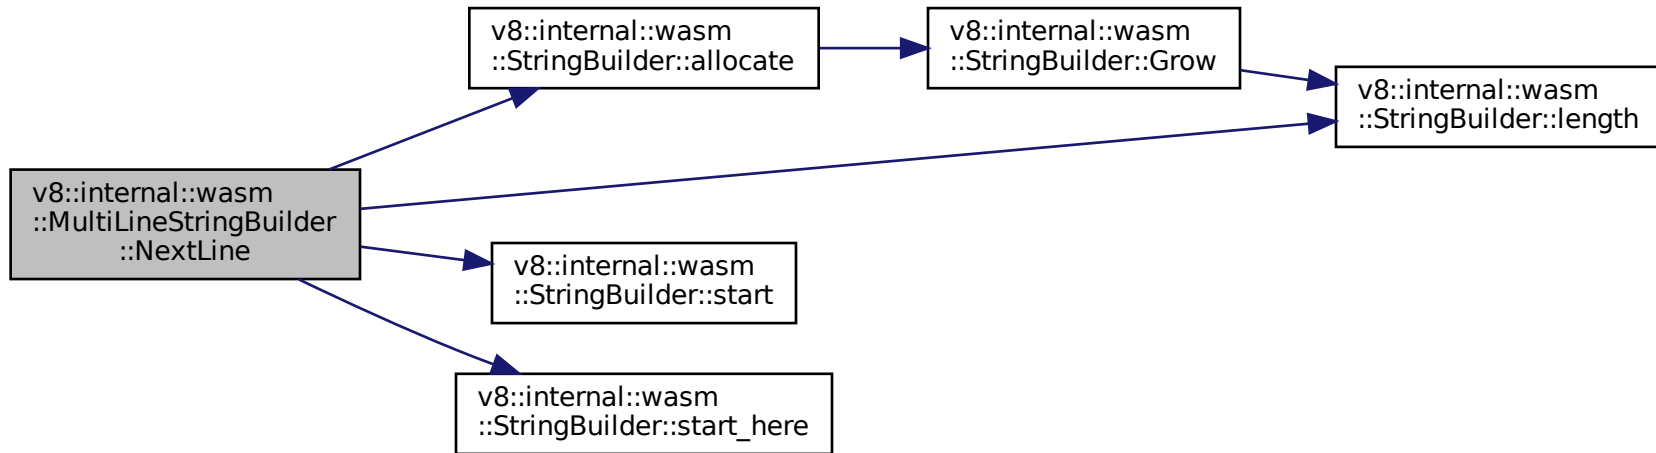 v8::internal::wasm
::StringBuilder::allocate
v8::internal::wasm
::StringBuilder::Grow
v8::internal::wasm
::StringBuilder::length
v8::internal::wasm
::MultiLineStringBuilder
::NextLine
v8::internal::wasm
::StringBuilder::start
v8::internal::wasm
::StringBuilder::start_here